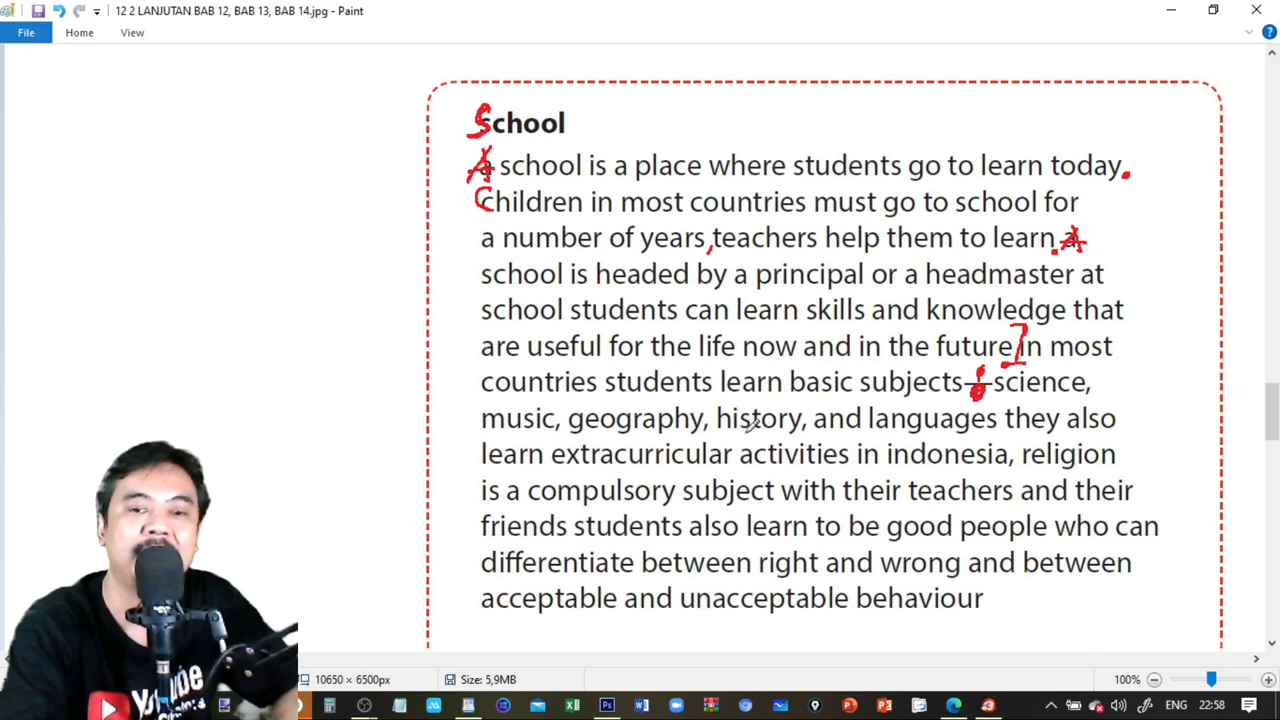 12 2 LANJUTAN BAB 12, BAB 13, BAB 14.jpg - Paint
File Home View
School
A school is a place where students go to learn today.
Children in most countries must go to school for
a number of years, teachers help them to learn. A
school is headed by a principal or a headmaster at
school students can learn skills and knowledge that
are useful for the life now and in the future. In most
countries students learn basic subjects : science,
music, geography, history, and languages they also
learn extracurricular activities in indonesia, religion
is a compulsory subject with their teachers and their
friends students also learn to be good people who can
differentiate between right and wrong and between
acceptable and unacceptable behaviour
10650 × 6500px Size: 5,9MB 100%
ENG 22:58